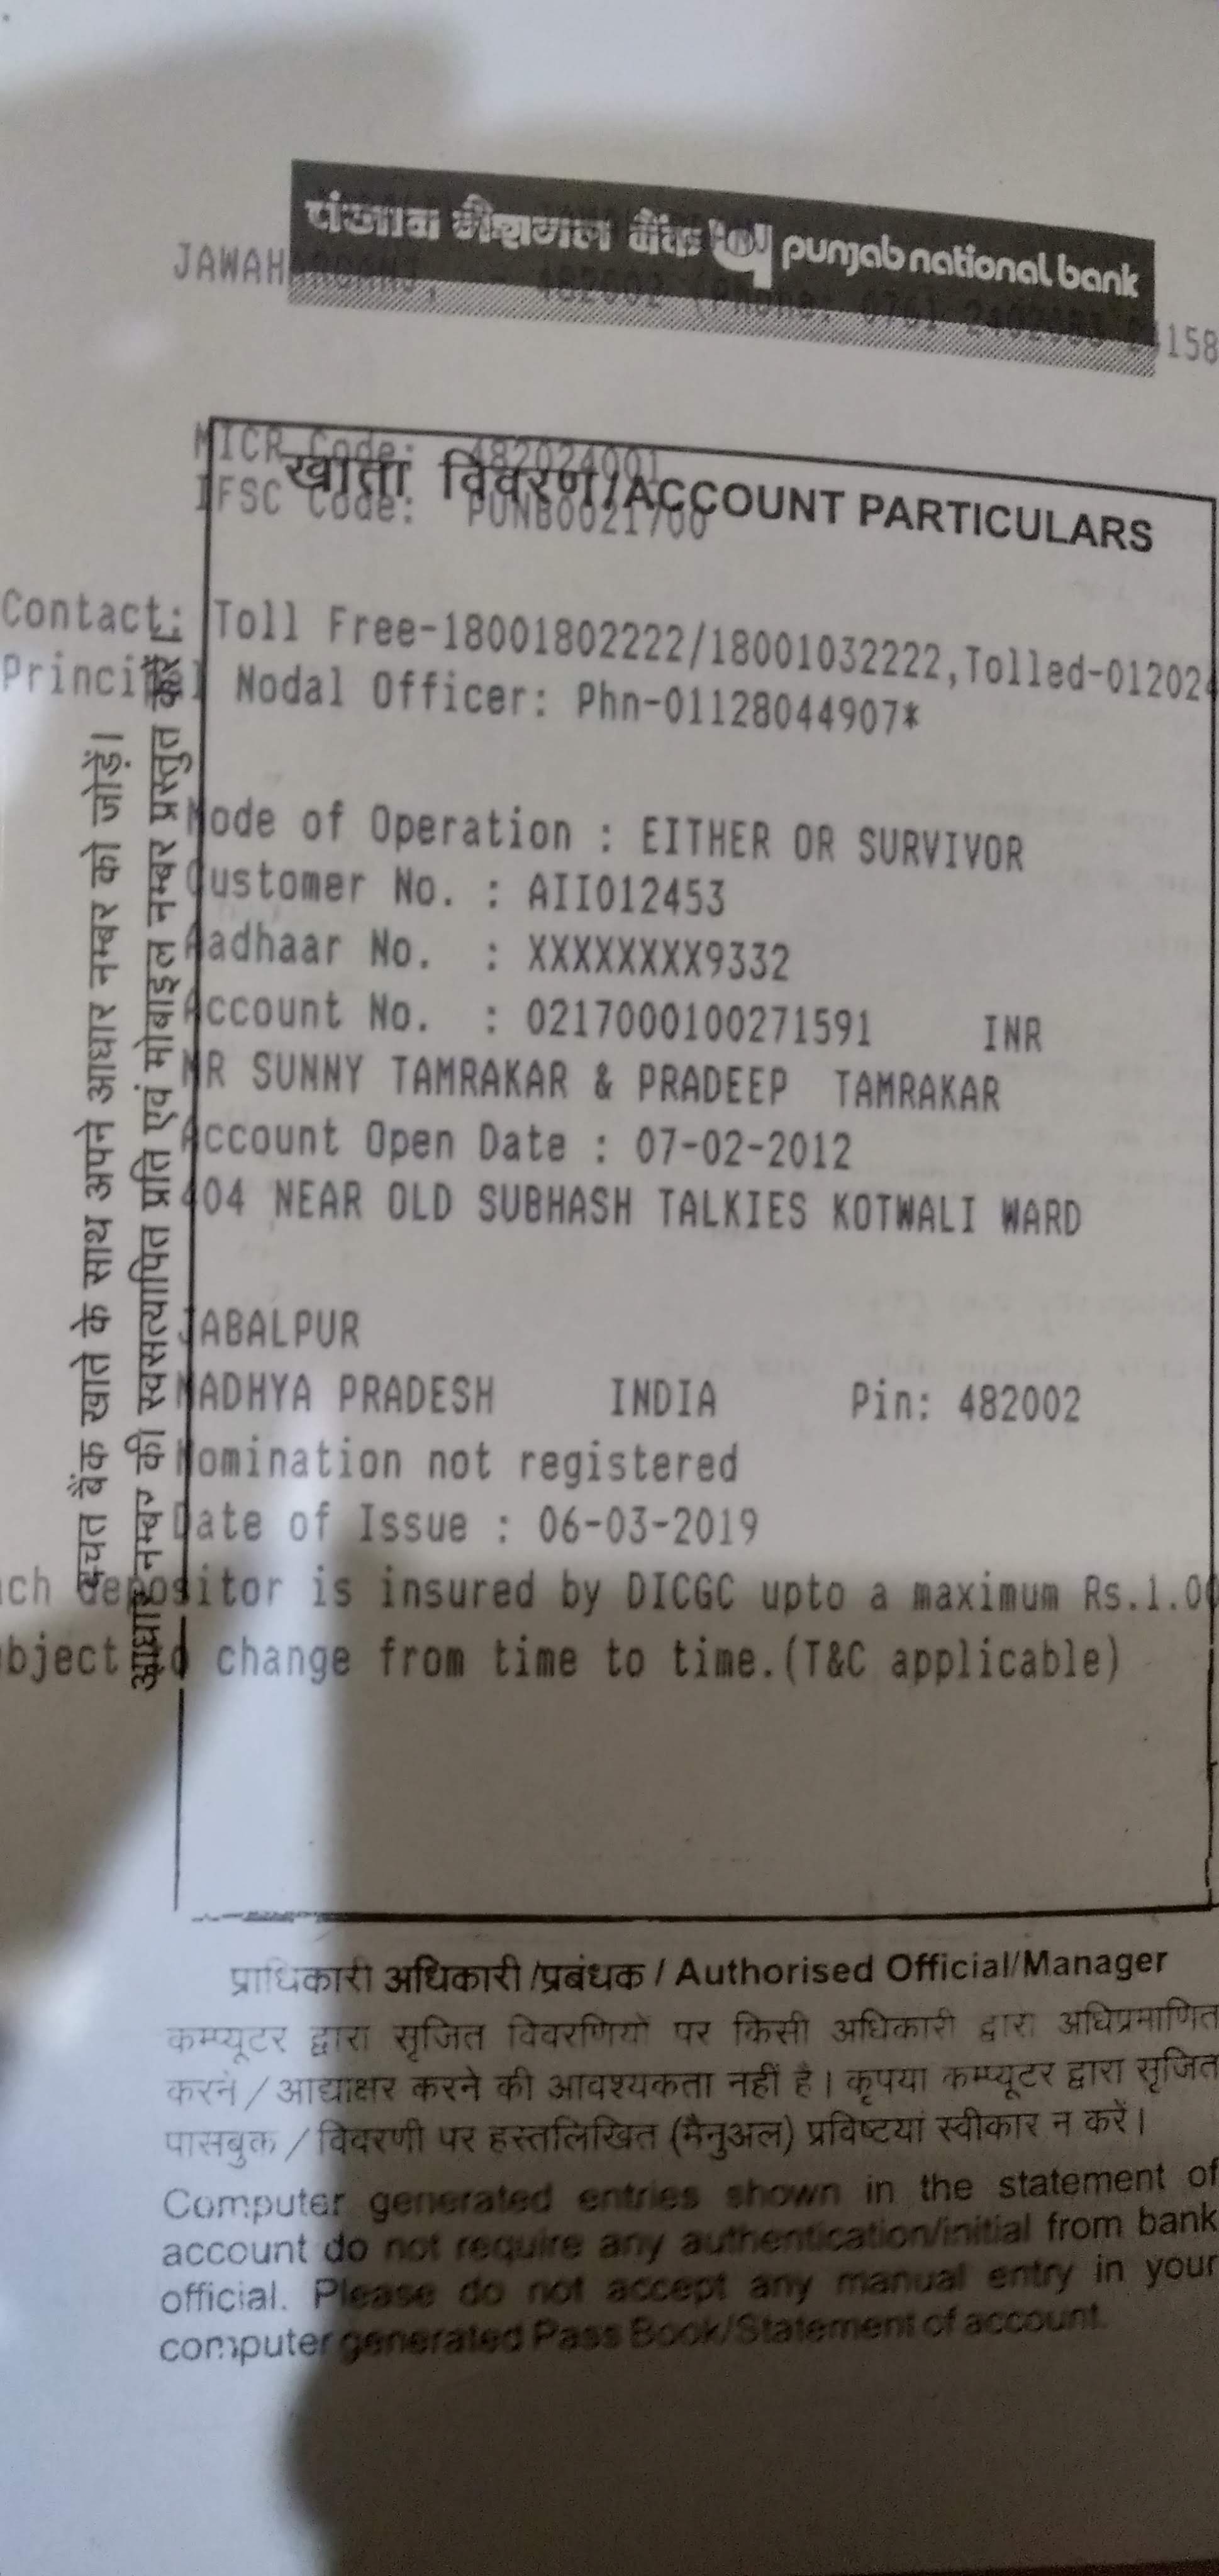 पंजाब नैशनल बैंक punjab national bank
JAWAHARGANJ, - 482002 (Phone: 0761 158
MICR Code: 482024001
IFSC Code: PUNB0021700
खाता विवरण/ACCOUNT PARTICULARS
Contact: Toll Free-18001802222/18001032222,Tolled-01202
Principal Nodal Officer: Phn-01128044907*
Mode of Operation : EITHER OR SURVIVOR
Customer No. : AII012453
Aadhaar No. : XXXXXXXX9332
Account No. : 0217000100271591 INR
MR SUNNY TAMRAKAR & PRADEEP TAMRAKAR
Account Open Date : 07-02-2012
404 NEAR OLD SUBHASH TALKIES KOTWALI WARD
JABALPUR
MADHYA PRADESH INDIA Pin: 482002
Nomination not registered
Date of Issue : 06-03-2019
ch depositor is insured by DICGC upto a maximum Rs.1.00
bject to change from time to time.(T&C applicable)
बचत बैंक खाते के साथ अपने आधार नम्बर को जोड़ें।
आधार नम्बर की स्वसत्यापित प्रति एवं मोबाइल नम्बर प्रस्तुत करें।
प्राधिकारी अधिकारी/प्रबंधक / Authorised Official/Manager
कम्प्यूटर द्वारा सृजित विवरणियों पर किसी अधिकारी द्वारा अधिप्रमाणित
करने / आद्याक्षर करने की आवश्यकता नहीं है। कृपया कम्प्यूटर द्वारा सृजित
पासबुक / विवरणी पर हस्तलिखित (मैनुअल) प्रविष्टियां स्वीकार न करें।
Computer generated entries shown in the statement of
account do not require any authentication/initial from bank
official. Please do not accept any manual entry in your
computer generated Pass Book/Statement of account.